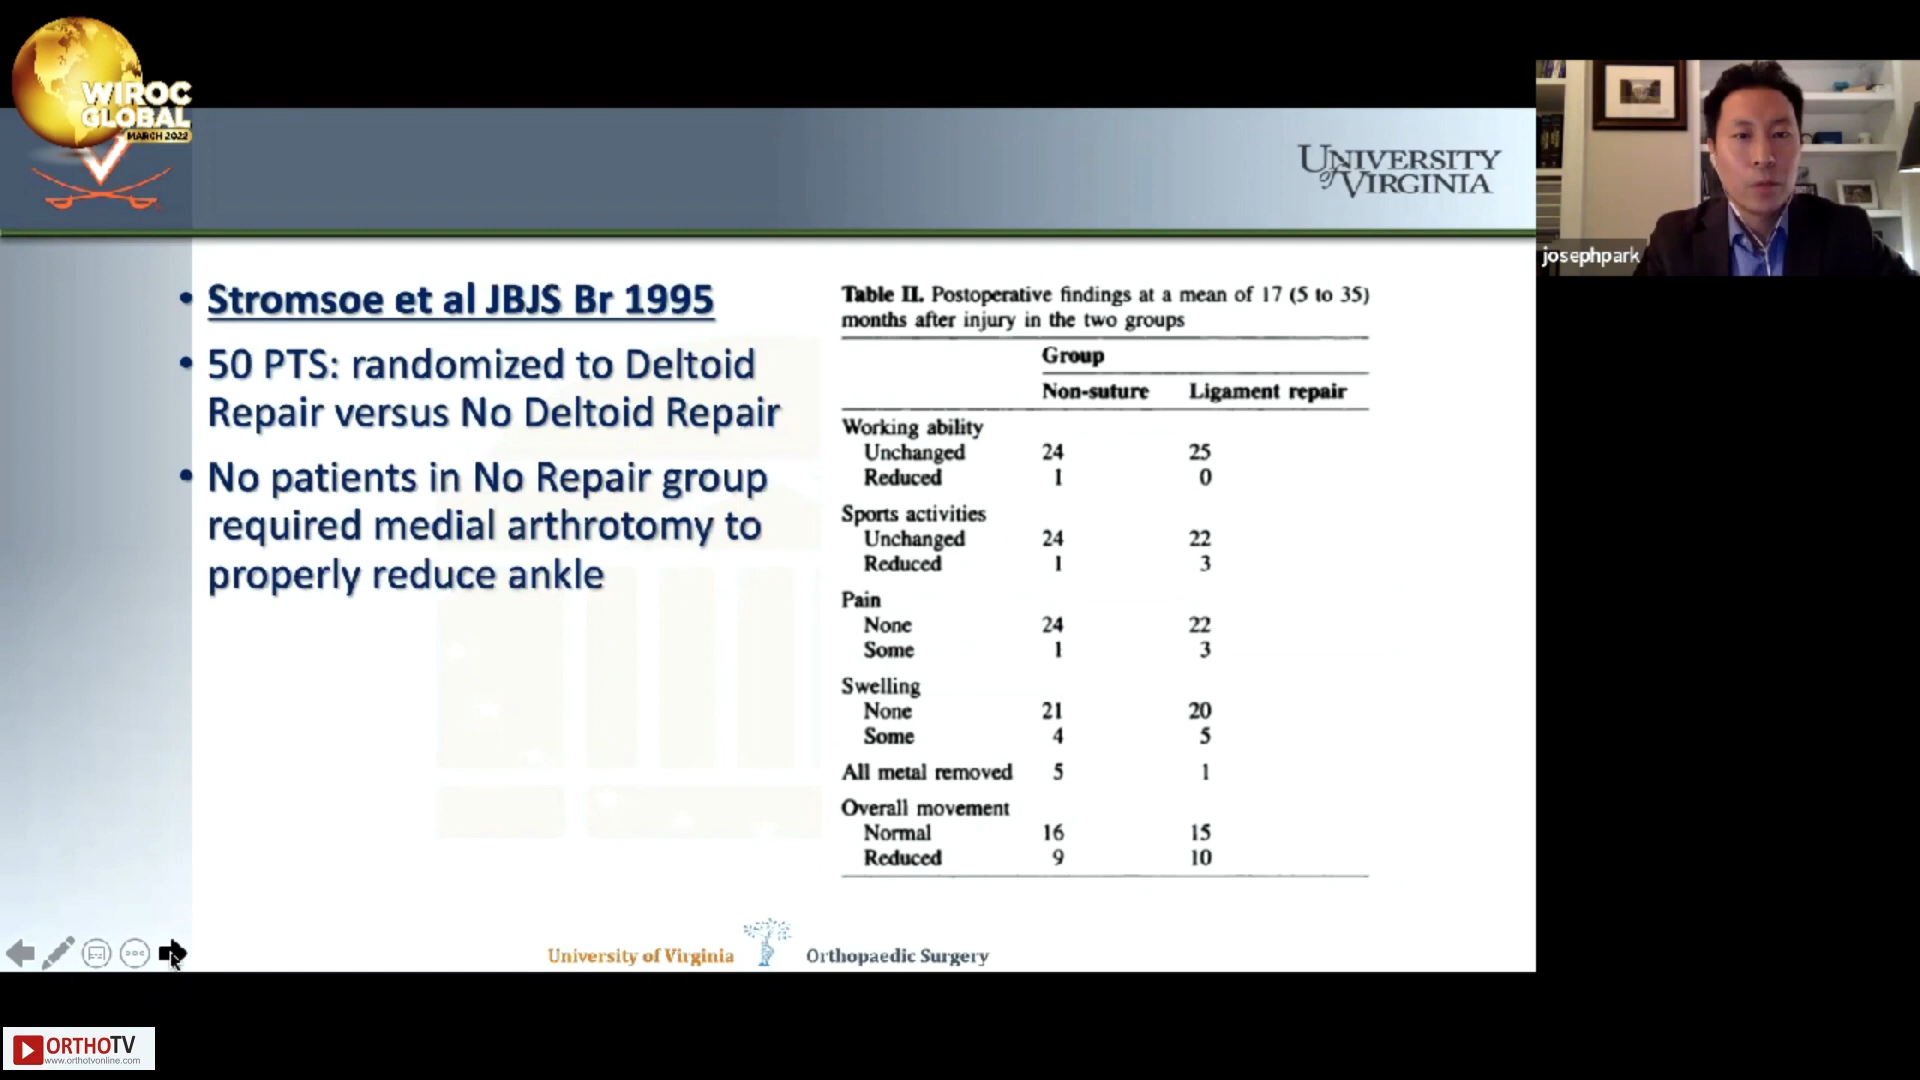 WIROC
GLOBAL
MARCH 2022
UNIVERSITY
of VIRGINIA
josephpark
• Stromsoe et al JBJS Br 1995
• 50 PTS: randomized to Deltoid
Repair versus No Deltoid Repair
• No patients in No Repair group
required medial arthrotomy to
properly reduce ankle
Table II. Postoperative findings at a mean of 17 (5 to 35)
months after injury in the two groups
Group
Non-suture Ligament repair
Working ability
Unchanged 24 25
Reduced 1 0
Sports activities
Unchanged 24 22
Reduced 1 3
Pain
None 24 22
Some 1 3
Swelling
None 21 20
Some 4 5
All metal removed 5 1
Overall movement
Normal 16 15
Reduced 9 10
University of Virginia Orthopaedic Surgery
ORTHOTV
www.orthotvonline.com